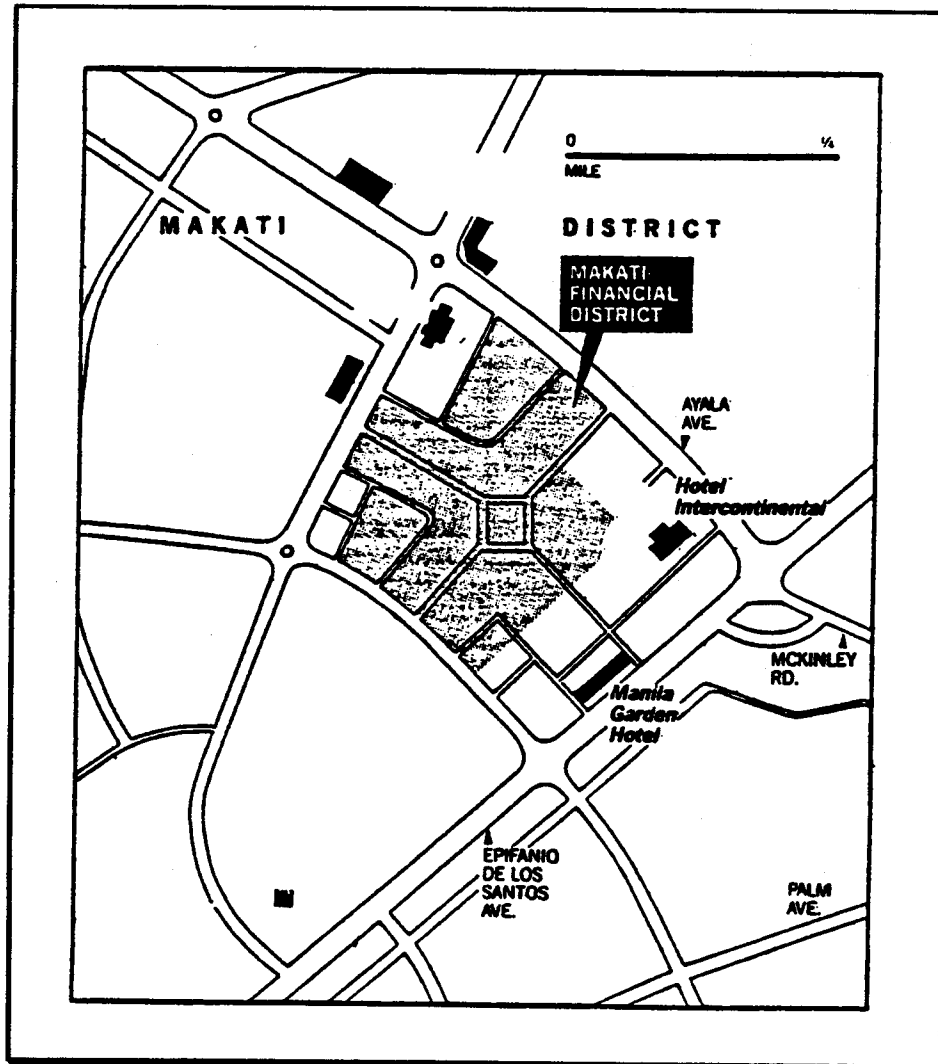 0 ¼
MILE
MAKATI DISTRICT
MAKATI
FINANCIAL
DISTRICT
AYALA
AVE.
Hotel
Intercontinental
MCKINLEY
RD.
Manila
Garden
Hotel
EPIFANIO
DE LOS
SANTOS
AVE.
PALM
AVE.